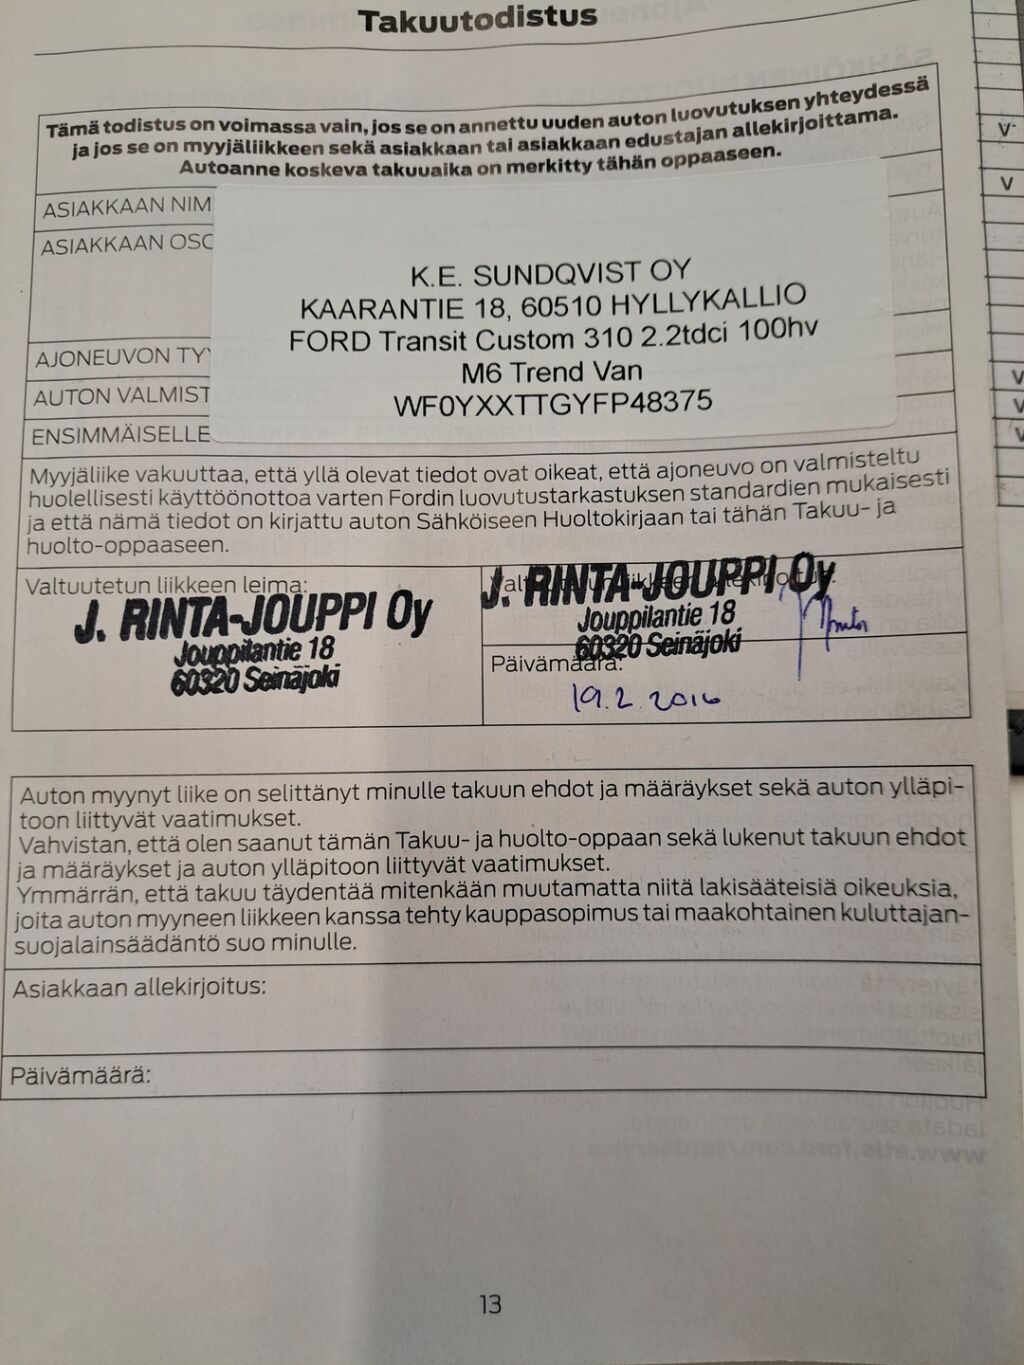 Takuutodistus
Tämä todistus on voimassa vain, jos se on annettu uuden auton luovutuksen yhteydessä
ja jos se on myyjäliikkeen sekä asiakkaan tai asiakkaan edustajan allekirjoittama.
Autoanne koskeva takuuaika on merkitty tähän oppaaseen.
ASIAKKAAN NIM
ASIAKKAAN OSO
K.E. SUNDQVIST OY
KAARANTIE 18, 60510 HYLLYKALLIO
FORD Transit Custom 310 2.2tdci 100hv
M6 Trend Van
WF0YXXTTGYFP48375
AJONEUVON TY
AUTON VALMIST
ENSIMMÄISELLE
Myyjäliike vakuuttaa, että yllä olevat tiedot ovat oikeat, että ajoneuvo on valmisteltu
huolellisesti käyttöönottoa varten Fordin luovutustarkastuksen standardien mukaisesti
ja että nämä tiedot on kirjattu auton Sähköiseen Huoltokirjaan tai tähän Takuu- ja
huolto-oppaaseen.
Valtuutetun liikkeen leima:
J. RINTA-JOUPPI Oy
Jouppilantie 18
60320 Seinäjoki
Valtuutetun liikkeen allekirjoitus:
J. RINTA-JOUPPI Oy
Jouppilantie 18
60320 Seinäjoki
Päivämäärä:
19.2.2016
Auton myynyt liike on selittänyt minulle takuun ehdot ja määräykset sekä auton ylläpi-
toon liittyvät vaatimukset.
Vahvistan, että olen saanut tämän Takuu- ja huolto-oppaan sekä lukenut takuun ehdot
ja määräykset ja auton ylläpitoon liittyvät vaatimukset.
Ymmärrän, että takuu täydentää mitenkään muutamatta niitä lakisääteisiä oikeuksia,
joita auton myyneen liikkeen kanssa tehty kauppasopimus tai maakohtainen kuluttajan-
suojalainsäädäntö suo minulle.
Asiakkaan allekirjoitus:
Päivämäärä:
13
V
V
V
V
V